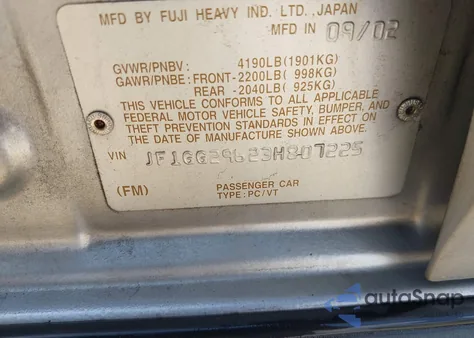 MFD BY FUJI HEAVY IND. LTD., JAPAN
MFD IN 09/02
GVWR/PNBV : 4190LB(1901KG)
GAWR/PNBE : FRONT-2200LB( 998KG)
REAR -2040LB( 925KG)
THIS VEHICLE CONFORMS TO ALL APPLICABLE
FEDERAL MOTOR VEHICLE SAFETY, BUMPER, AND
THEFT PREVENTION STANDARDS IN EFFECT ON THE
DATE OF MANUFACTURE SHOWN ABOVE.
VIN JF1GG29623H807225
(FM) PASSENGER CAR
TYPE : PC/VT
autoSnap